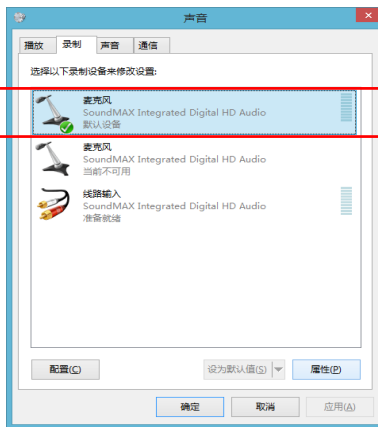 声音
播放 录制 声音 通信
选择以下录制设备来修改设置:
麦克风
SoundMAX Integrated Digital HD Audio
默认设备
麦克风
SoundMAX Integrated Digital HD Audio
当前不可用
线路输入
SoundMAX Integrated Digital HD Audio
准备就绪
配置(C) 设为默认值(S) 属性(P)
确定 取消 应用(A)